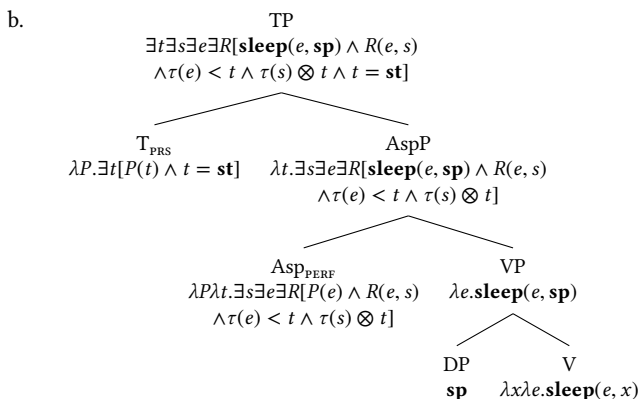 b.
TP
∃t∃s∃e∃R[sleep(e, sp) ∧ R(e, s)
∧τ(e) < t ∧ τ(s) ⊗ t ∧ t = st]
T_PRS AspP
λP.∃t[P(t) ∧ t = st] λt.∃s∃e∃R[sleep(e, sp) ∧ R(e, s)
∧τ(e) < t ∧ τ(s) ⊗ t]
Asp_PERF VP
λPλt.∃s∃e∃R[P(e) ∧ R(e, s) λe.sleep(e, sp)
∧τ(e) < t ∧ τ(s) ⊗ t]
DP V
sp λxλe.sleep(e, x)